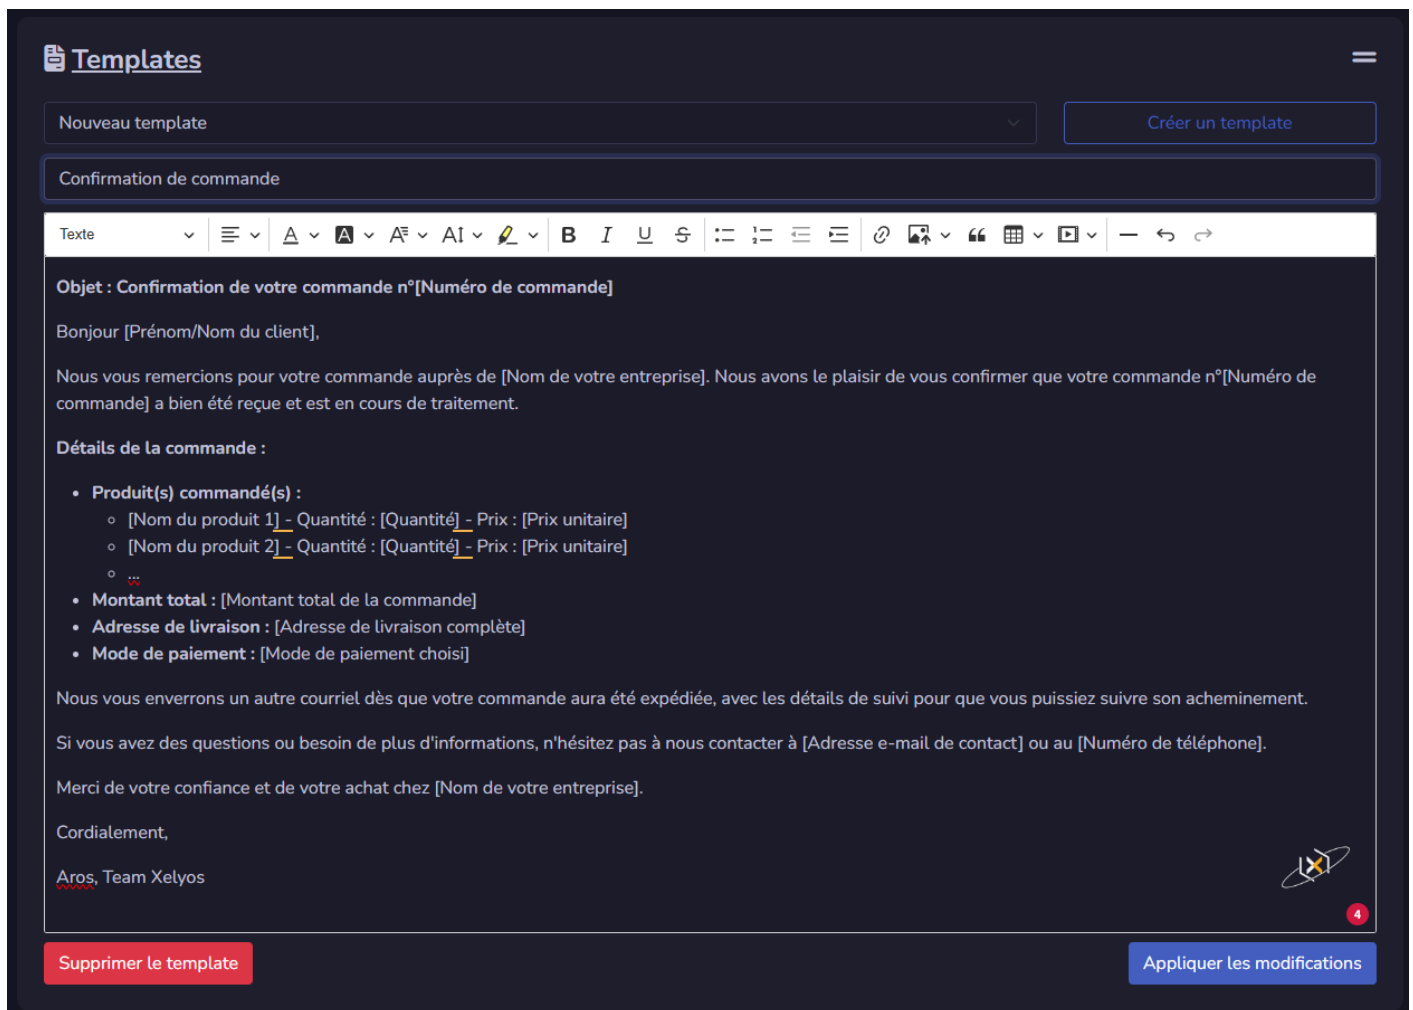 Templates
Nouveau template
Créer un template
Confirmation de commande
Texte
Objet : Confirmation de votre commande n°[Numéro de commande]
Bonjour [Prénom/Nom du client],
Nous vous remercions pour votre commande auprès de [Nom de votre entreprise]. Nous avons le plaisir de vous confirmer que votre commande n°[Numéro de
commande] a bien été reçue et est en cours de traitement.
Détails de la commande :
• Produit(s) commandé(s) :
◦ [Nom du produit 1] - Quantité : [Quantité] - Prix : [Prix unitaire]
◦ [Nom du produit 2] - Quantité : [Quantité] - Prix : [Prix unitaire]
◦ ...
• Montant total : [Montant total de la commande]
• Adresse de livraison : [Adresse de livraison complète]
• Mode de paiement : [Mode de paiement choisi]
Nous vous enverrons un autre courriel dès que votre commande aura été expédiée, avec les détails de suivi pour que vous puissiez suivre son acheminement.
Si vous avez des questions ou besoin de plus d'informations, n'hésitez pas à nous contacter à [Adresse e-mail de contact] ou au [Numéro de téléphone].
Merci de votre confiance et de votre achat chez [Nom de votre entreprise].
Cordialement,
Aros, Team Xelyos
4
Supprimer le template
Appliquer les modifications